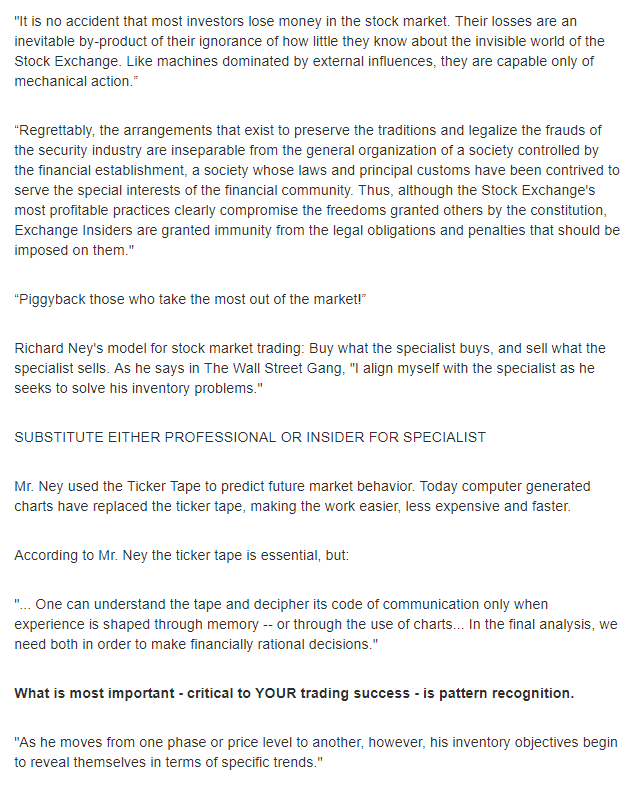 "It is no accident that most investors lose money in the stock market. Their losses are an
inevitable by-product of their ignorance of how little they know about the invisible world of the
Stock Exchange. Like machines dominated by external influences, they are capable only of
mechanical action.”
“Regrettably, the arrangements that exist to preserve the traditions and legalize the frauds of
the security industry are inseparable from the general organization of a society controlled by
the financial establishment, a society whose laws and principal customs have been contrived to
serve the special interests of the financial community. Thus, although the Stock Exchange's
most profitable practices clearly compromise the freedoms granted others by the constitution,
Exchange Insiders are granted immunity from the legal obligations and penalties that should be
imposed on them."
“Piggyback those who take the most out of the market!”
Richard Ney's model for stock market trading: Buy what the specialist buys, and sell what the
specialist sells. As he says in The Wall Street Gang, "I align myself with the specialist as he
seeks to solve his inventory problems."
SUBSTITUTE EITHER PROFESSIONAL OR INSIDER FOR SPECIALIST
Mr. Ney used the Ticker Tape to predict future market behavior. Today computer generated
charts have replaced the ticker tape, making the work easier, less expensive and faster.
According to Mr. Ney the ticker tape is essential, but:
"... One can understand the tape and decipher its code of communication only when
experience is shaped through memory -- or through the use of charts... In the final analysis, we
need both in order to make financially rational decisions."
What is most important - critical to YOUR trading success - is pattern recognition.
"As he moves from one phase or price level to another, however, his inventory objectives begin
to reveal themselves in terms of specific trends."